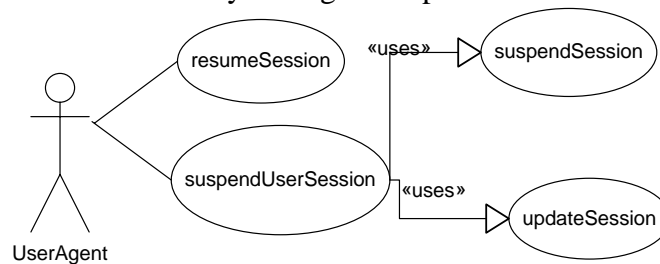 «uses»
suspendSession
resumeSession
suspendUserSession
«uses»
updateSession
UserAgent